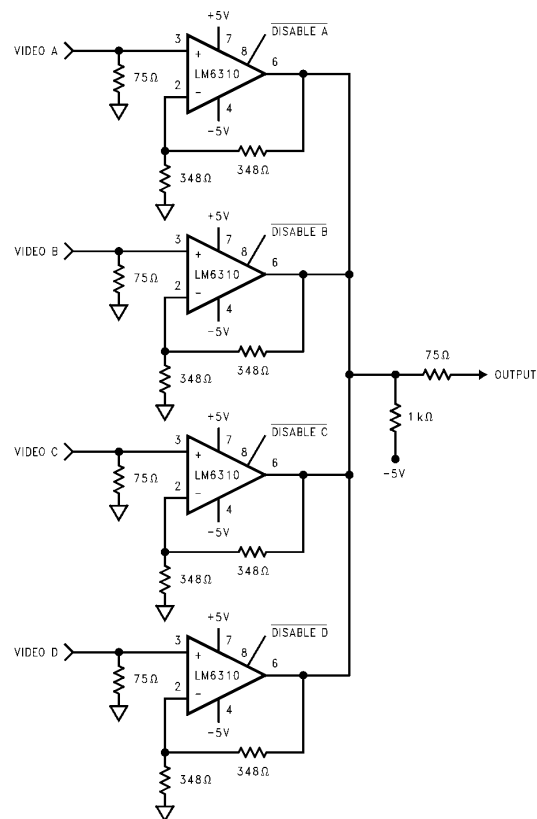 +5V
DISABLE A
VIDEO A
3
7
8
+
LM6310
6
75Ω
2
−
4
−5V
348Ω
348Ω
+5V
DISABLE B
VIDEO B
3
7
8
+
LM6310
6
75Ω
2
−
4
−5V
348Ω
348Ω
75Ω
OUTPUT
1kΩ
−5V
+5V
DISABLE C
VIDEO C
3
7
8
+
LM6310
6
75Ω
2
−
4
−5V
348Ω
348Ω
+5V
DISABLE D
VIDEO D
3
7
8
+
LM6310
6
75Ω
2
−
4
−5V
348Ω
348Ω